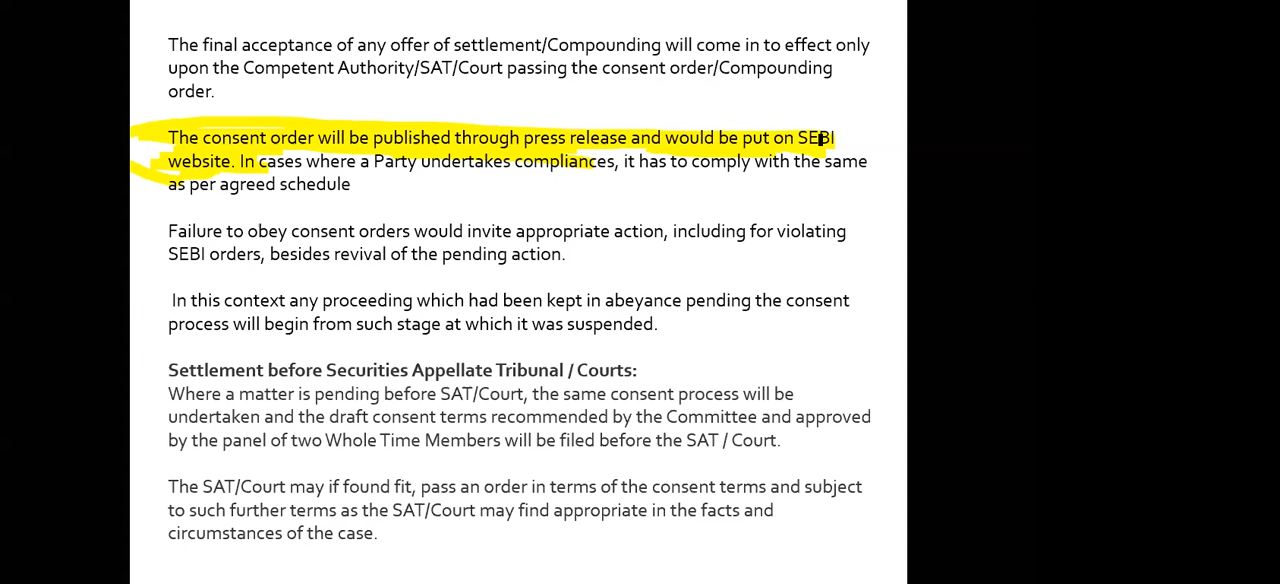 The final acceptance of any offer of settlement/Compounding will come in to effect only
upon the Competent Authority/SAT/Court passing the consent order/Compounding
order.
The consent order will be published through press release and would be put on SEBI
website. In cases where a Party undertakes compliances, it has to comply with the same
as per agreed schedule
Failure to obey consent orders would invite appropriate action, including for violating
SEBI orders, besides revival of the pending action.
In this context any proceeding which had been kept in abeyance pending the consent
process will begin from such stage at which it was suspended.
Settlement before Securities Appellate Tribunal / Courts:
Where a matter is pending before SAT/Court, the same consent process will be
undertaken and the draft consent terms recommended by the Committee and approved
by the panel of two Whole Time Members will be filed before the SAT / Court.
The SAT/Court may if found fit, pass an order in terms of the consent terms and subject
to such further terms as the SAT/Court may find appropriate in the facts and
circumstances of the case.